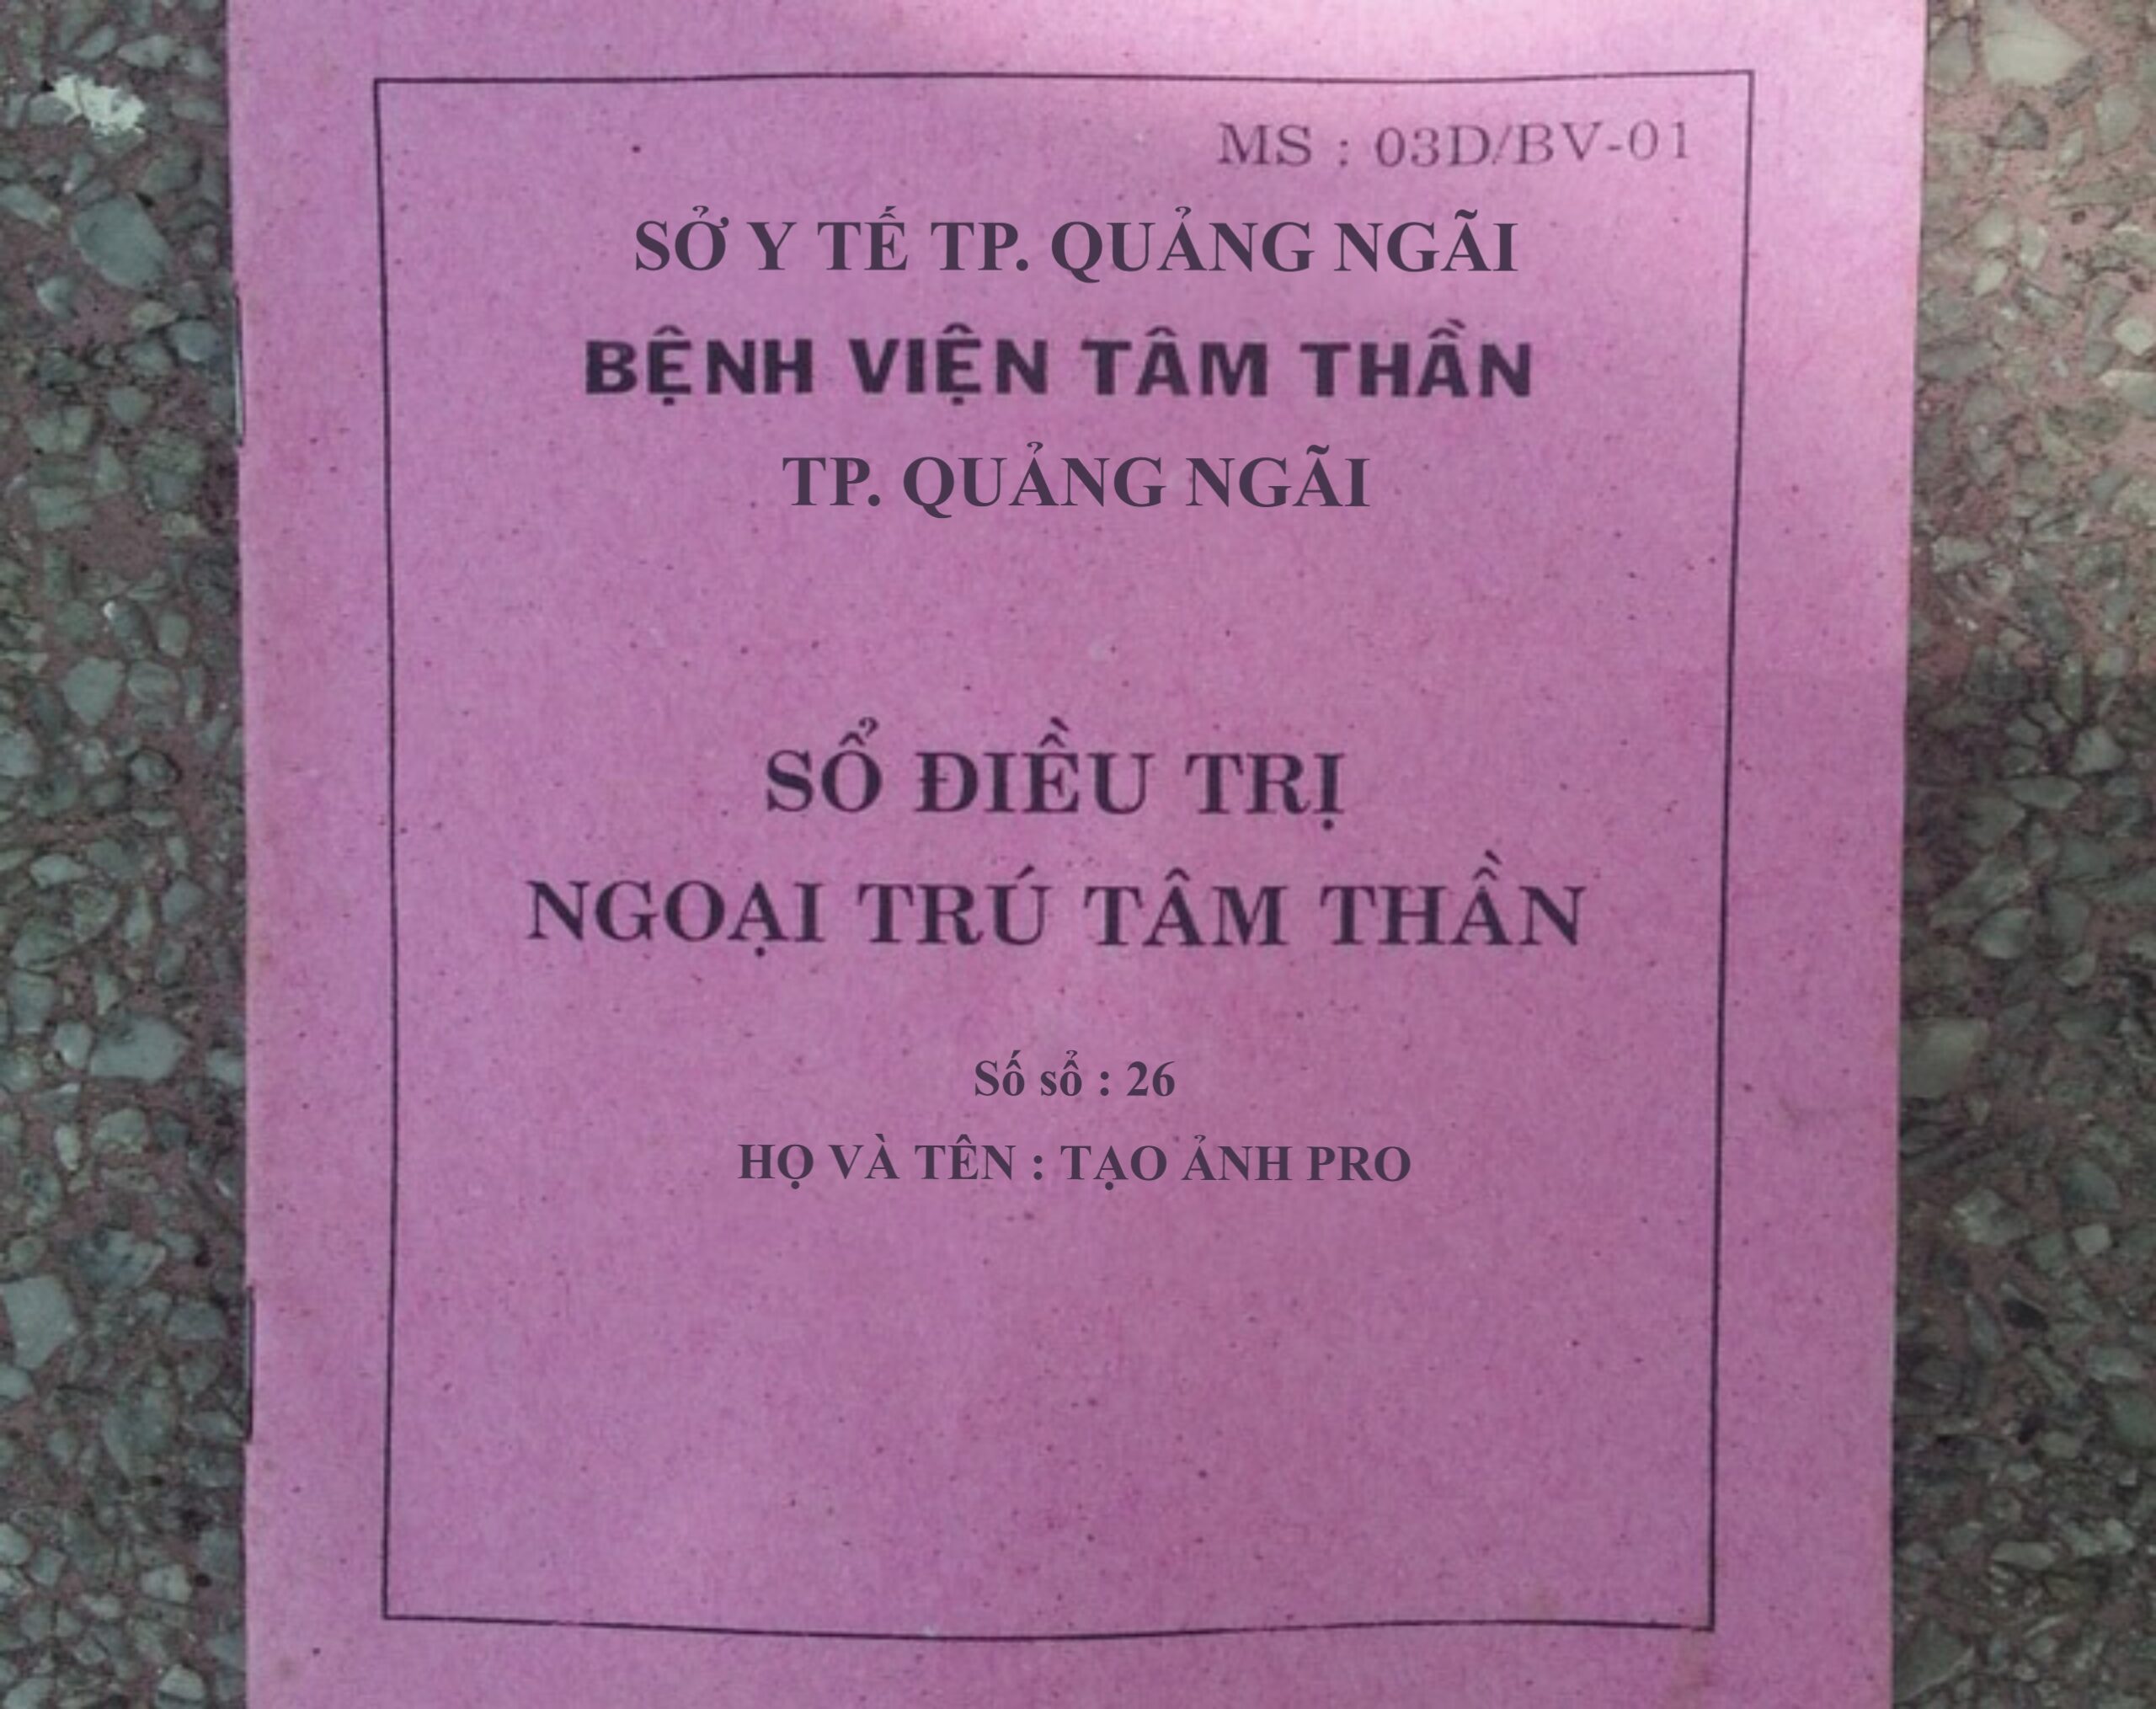 MS : 03D/BV-01
SỞ Y TẾ TP. QUẢNG NGÃI
BỆNH VIỆN TÂM THẦN
TP. QUẢNG NGÃI
SỔ ĐIỀU TRỊ
NGOẠI TRÚ TÂM THẦN
Số sổ : 26
HỌ VÀ TÊN : TẠO ẢNH PRO